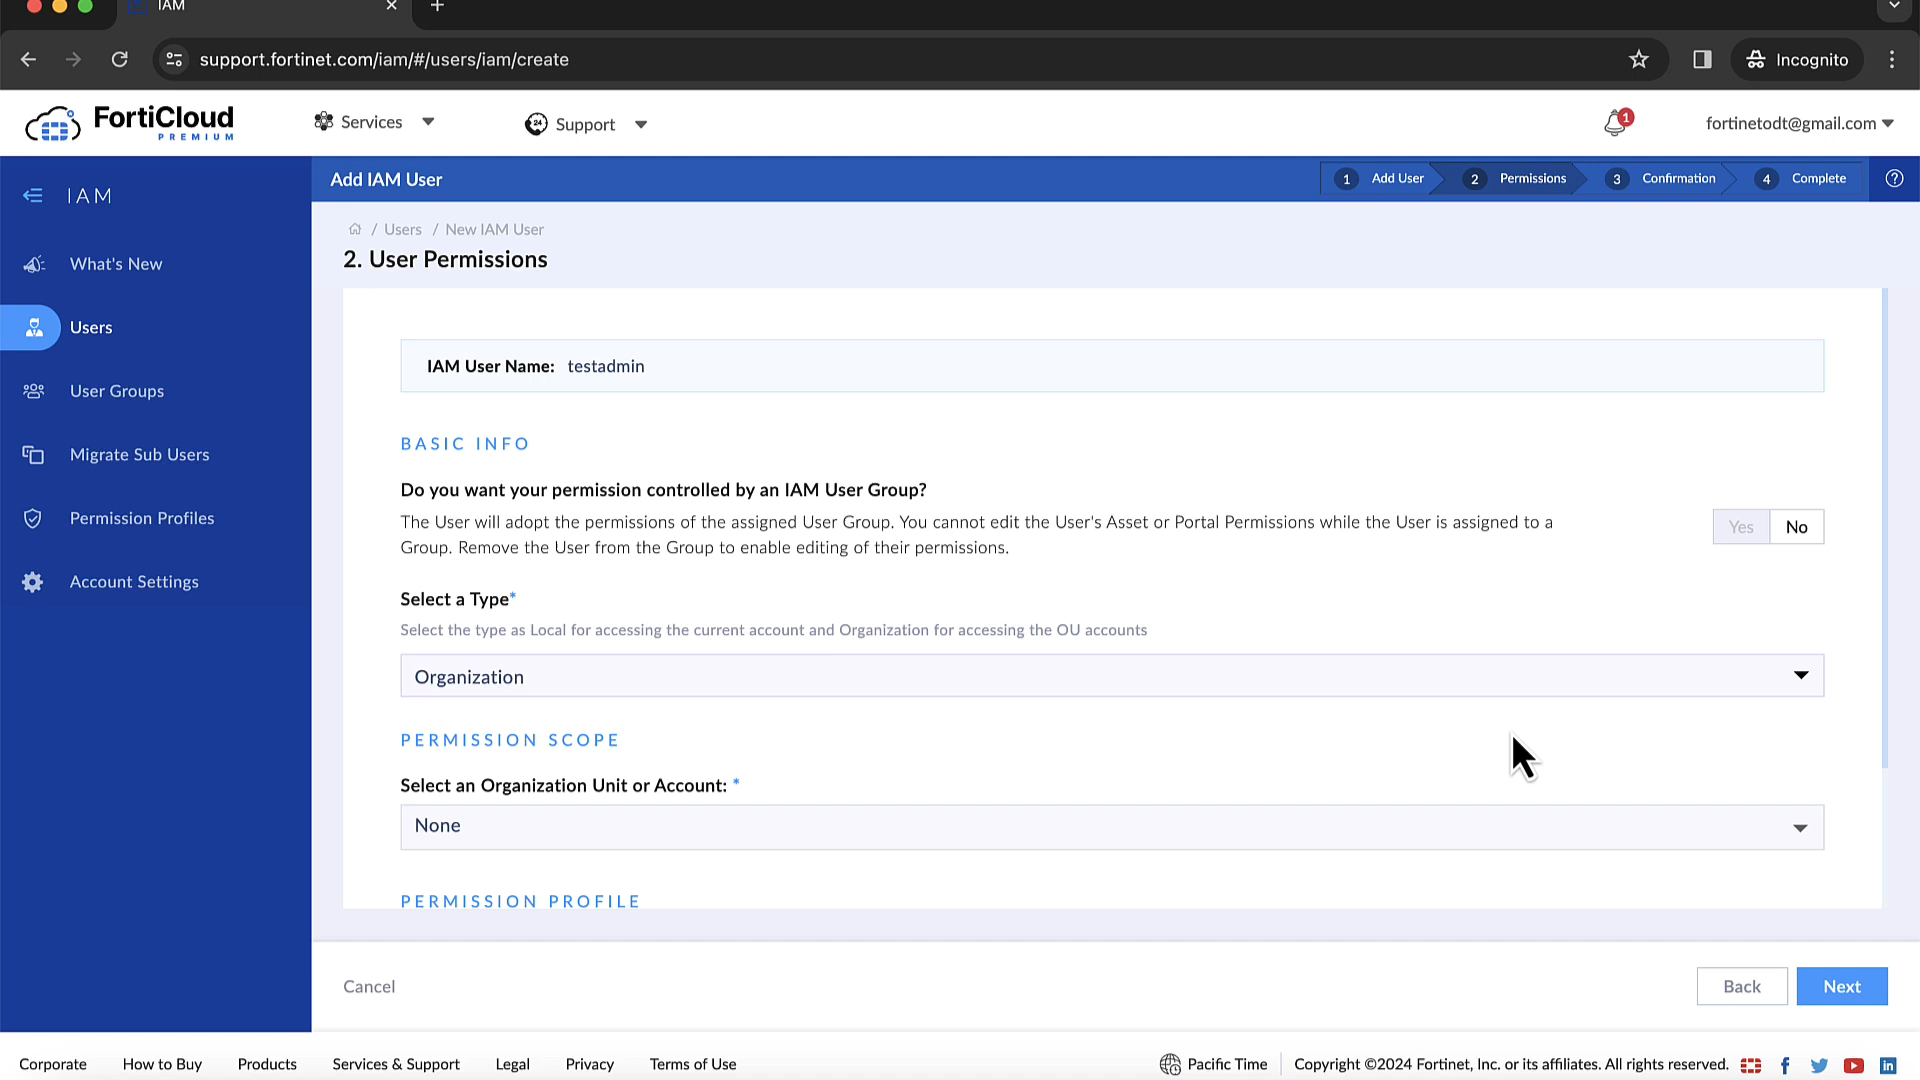 IAM
support.fortinet.com/iam/#/users/iam/create
Incognito
FortiCloud
PREMIUM
Services
24
Support
1
fortinetodt@gmail.com
IAM
Add IAM User
1 Add User
2 Permissions
3 Confirmation
4 Complete
?
What's New
Users
User Groups
Migrate Sub Users
Permission Profiles
Account Settings
/ Users / New IAM User
2. User Permissions
IAM User Name: testadmin
BASIC INFO
Do you want your permission controlled by an IAM User Group?
The User will adopt the permissions of the assigned User Group. You cannot edit the User's Asset or Portal Permissions while the User is assigned to a
Group. Remove the User from the Group to enable editing of their permissions.
Yes No
Select a Type*
Select the type as Local for accessing the current account and Organization for accessing the OU accounts
Organization
PERMISSION SCOPE
Select an Organization Unit or Account: *
None
PERMISSION PROFILE
Cancel
Back
Next
Corporate
How to Buy
Products
Services & Support
Legal
Privacy
Terms of Use
Pacific Time
Copyright ©2024 Fortinet, Inc. or its affiliates. All rights reserved.